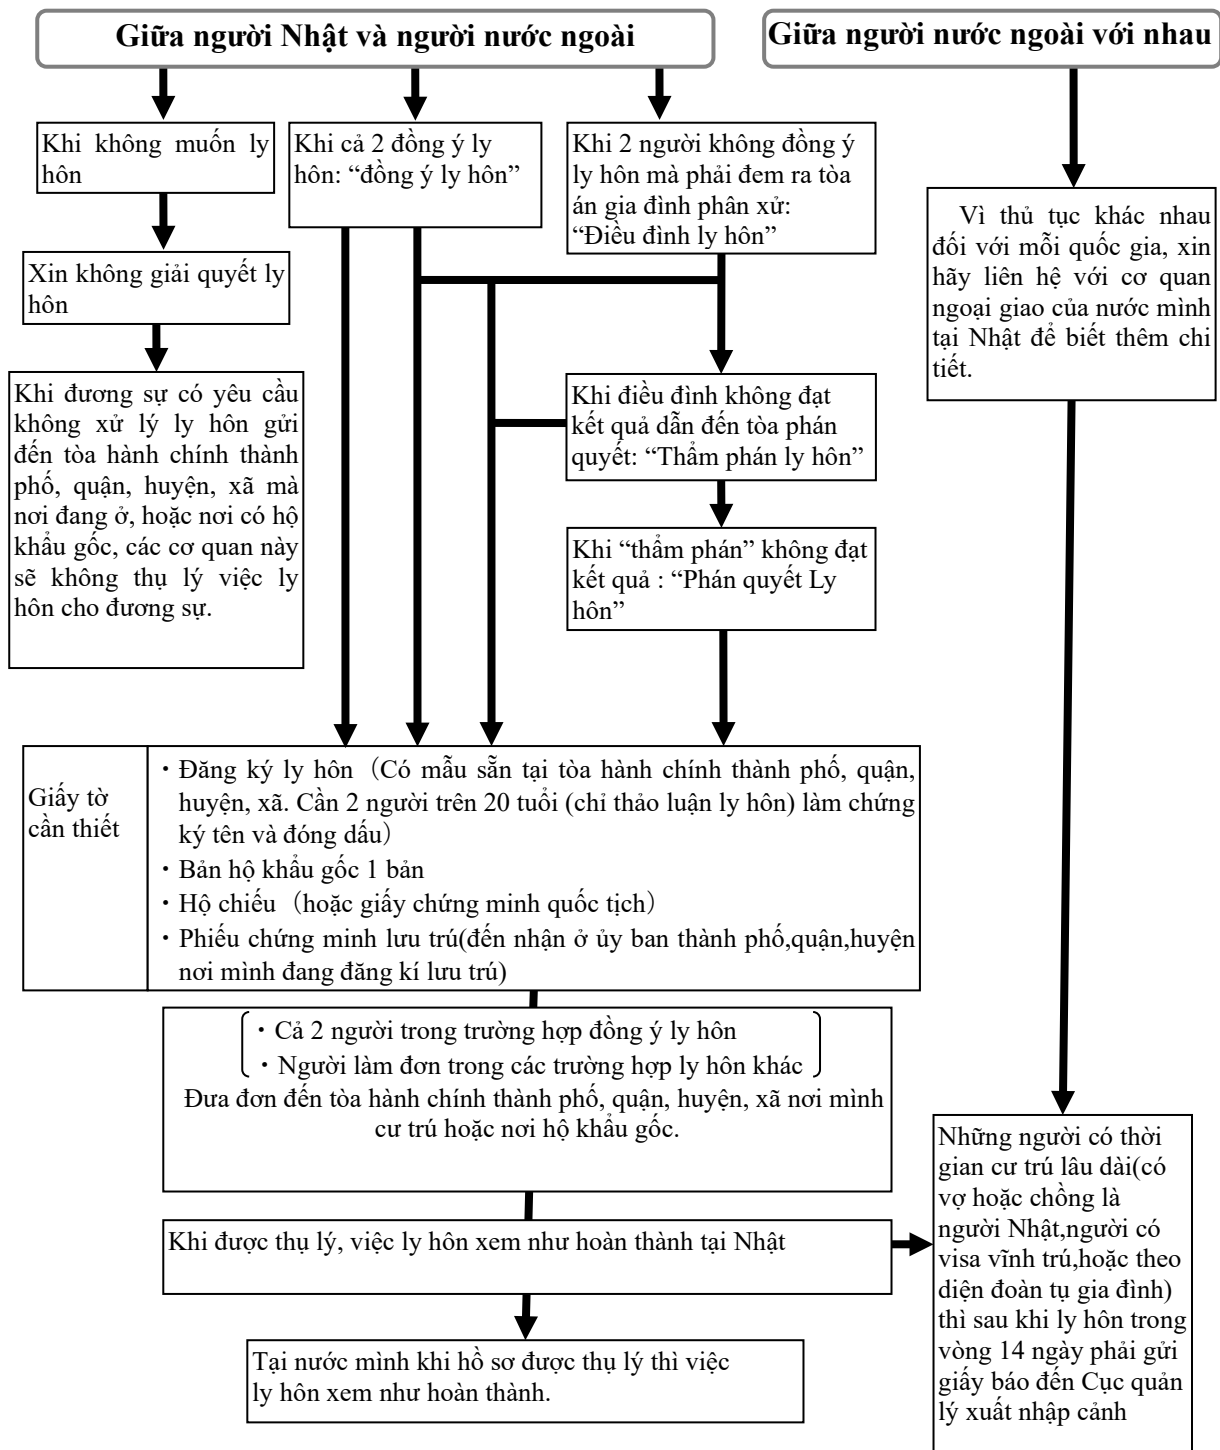 Giữa người Nhật và người nước ngoài
Giữa người nước ngoài với nhau
Khi không muốn ly
hôn
Khi cả 2 đồng ý ly
hôn: “đồng ý ly hôn”
Khi 2 người không đồng ý
ly hôn mà phải đem ra tòa
án gia đình phân xử:
“Điều đình ly hôn”
Vì thủ tục khác nhau
đối với mỗi quốc gia, xin
hãy liên hệ với cơ quan
ngoại giao của nước mình
tại Nhật để biết thêm chi
tiết.
Xin không giải quyết ly
hôn
Khi đương sự có yêu cầu
không xử lý ly hôn gửi
đến tòa hành chính thành
phố, quận, huyện, xã mà
nơi đang ở, hoặc nơi có hộ
khẩu gốc, các cơ quan này
sẽ không thụ lý việc ly
hôn cho đương sự.
Khi điều đình không đạt
kết quả dẫn đến tòa phán
quyết: “Thẩm phán ly hôn”
Khi “thẩm phán” không đạt
kết quả : “Phán quyết Ly
hôn”
Giấy tờ
cần thiết
・Đăng ký ly hôn（Có mẫu sẵn tại tòa hành chính thành phố, quận,
huyện, xã. Cần 2 người trên 20 tuổi (chỉ thảo luận ly hôn) làm chứng
ký tên và đóng dấu）
・Bản hộ khẩu gốc 1 bản
・Hộ chiếu（hoặc giấy chứng minh quốc tịch）
・Phiếu chứng minh lưu trú(đến nhận ở ủy ban thành phố,quận,huyện
nơi mình đang đăng kí lưu trú)
・Cả 2 người trong trường hợp đồng ý ly hôn
・Người làm đơn trong các trường hợp ly hôn khác
Đưa đơn đến tòa hành chính thành phố, quận, huyện, xã nơi mình
cư trú hoặc nơi hộ khẩu gốc.
Khi được thụ lý, việc ly hôn xem như hoàn thành tại Nhật
Tại nước mình khi hồ sơ được thụ lý thì việc
ly hôn xem như hoàn thành.
Những người có thời
gian cư trú lâu dài(có
vợ hoặc chồng là
người Nhật,người có
visa vĩnh trú,hoặc theo
diện đoàn tụ gia đình)
thì sau khi ly hôn trong
vòng 14 ngày phải gửi
giấy báo đến Cục quản
lý xuất nhập cảnh